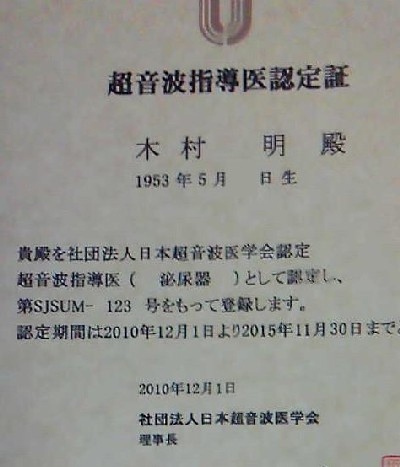 超音波指導医認定証
木村 明 殿
1953年5月 日生
貴殿を社団法人日本超音波医学会認定
超音波指導医( 泌尿器 )として認定し、
第SJSUM- 123 号をもって登録します。
認定期間は2010年12月1日より2015年11月30日まで
2010年12月1日
社団法人日本超音波医学会
理事長